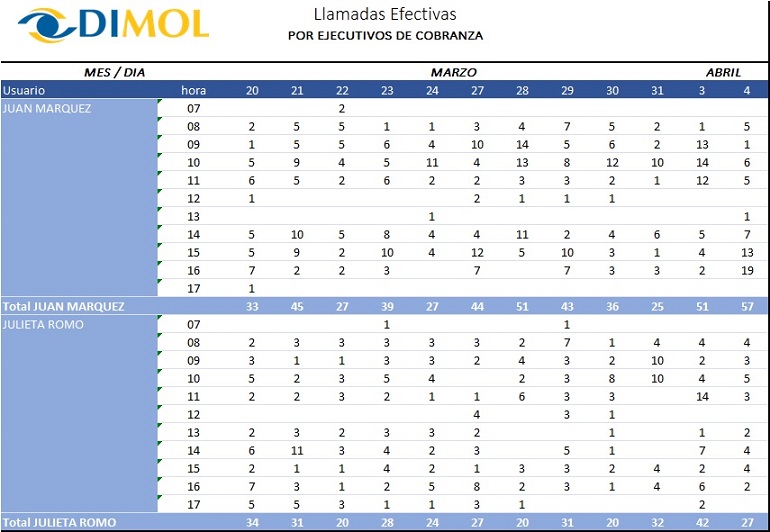 DIMOL
Llamadas Efectivas
POR EJECUTIVOS DE COBRANZA
MES / DIA MARZO ABRIL
Usuario hora 20 21 22 23 24 27 28 29 30 31 3 4
JUAN MARQUEZ 07 2
08 2 5 5 1 1 3 4 7 5 2 1 5
09 1 5 5 6 4 10 14 5 6 2 13 1
10 5 9 4 5 11 4 13 8 12 10 14 6
11 6 5 2 6 2 2 3 3 2 1 12 5
12 1 2 1 1 1
13 1 1
14 5 10 5 8 4 4 11 2 4 6 5 7
15 5 9 2 10 4 12 5 10 3 1 4 13
16 7 2 2 3 7 7 3 3 2 19
17 1
Total JUAN MARQUEZ 33 45 27 39 27 44 51 43 36 25 51 57
JULIETA ROMO 07 1 1
08 2 3 3 3 3 3 2 7 1 4 4 4
09 3 1 1 3 3 2 4 3 2 10 2 3
10 5 2 3 5 4 2 3 8 10 4 5
11 2 2 3 2 1 1 6 3 3 14 3
12 4 3 1
13 2 3 2 3 3 2 1 1 2
14 6 11 3 4 2 3 5 1 7 4
15 2 1 1 4 2 1 3 3 2 4 2 4
16 7 3 1 2 5 8 2 3 1 4 6 2
17 5 5 3 1 1 3 1 2
Total JULIETA ROMO 34 31 20 28 24 27 20 31 20 32 42 27